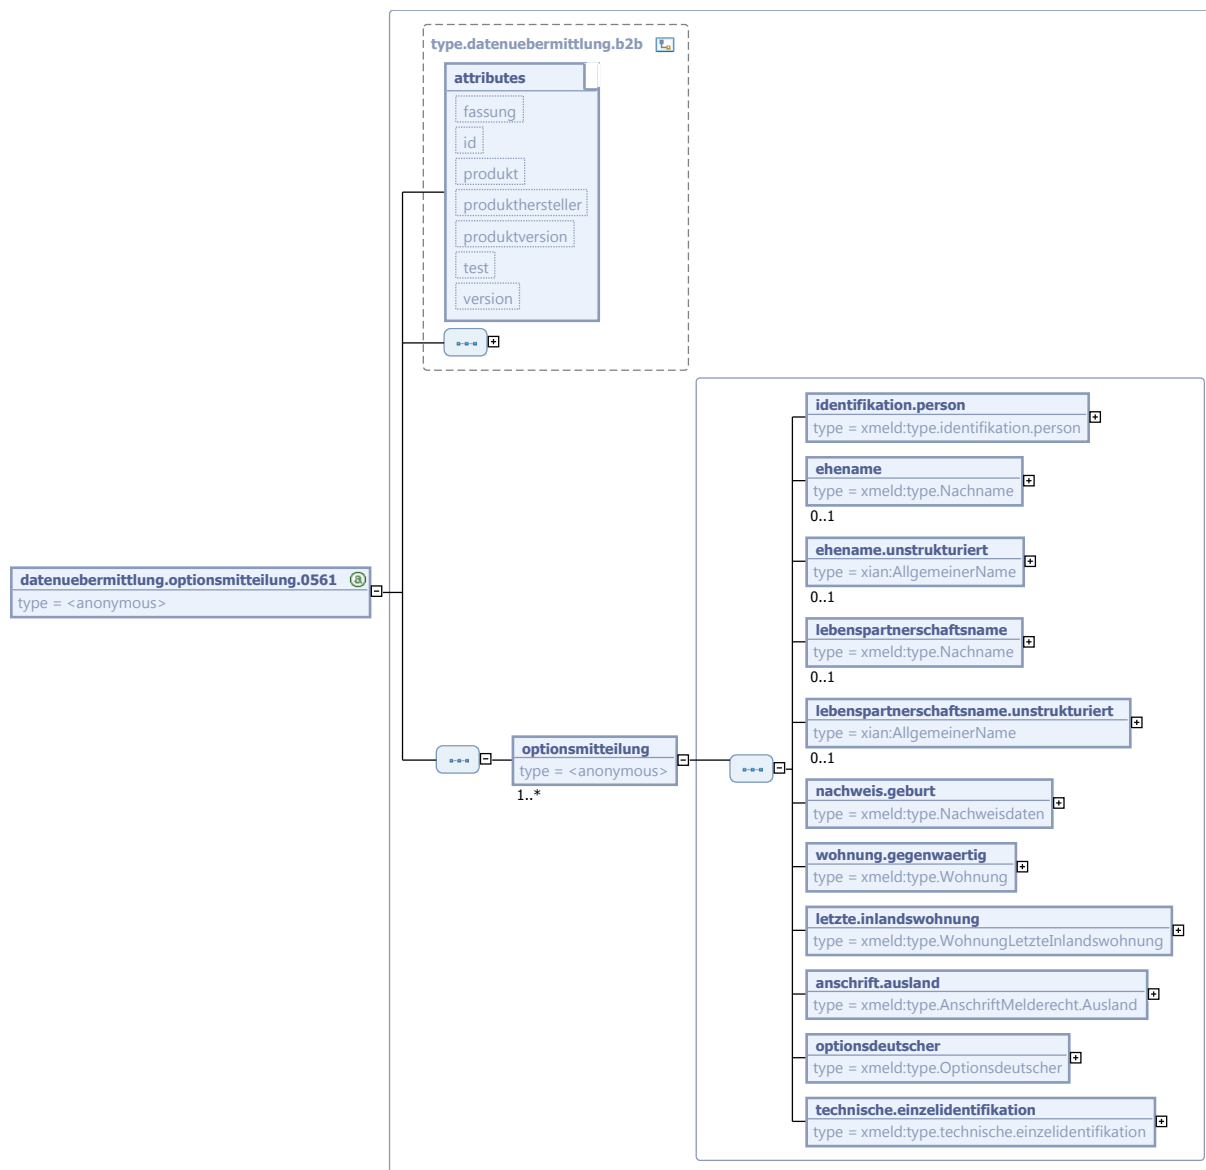 type.datenuebermittlung.b2b
attributes
fassung
id
produkt
produkthersteller
produktversion
test
version
identifikation.person
type = xmeld:type.identifikation.person
ehename
type = xmeld:type.Nachname
0..1
ehename.unstrukturiert
type = xian:AllgemeinerName
0..1
datenuebermittlung.optionsmitteilung.0561 a
type = <anonymous>
lebenspartnerschaftsname
type = xmeld:type.Nachname
0..1
lebenspartnerschaftsname.unstrukturiert
type = xian:AllgemeinerName
0..1
optionsmitteilung
type = <anonymous>
1..*
nachweis.geburt
type = xmeld:type.Nachweisdaten
wohnung.gegenwaertig
type = xmeld:type.Wohnung
letzte.inlandswohnung
type = xmeld:type.WohnungLetzteInlandswohnung
anschrift.ausland
type = xmeld:type.AnschriftMelderecht.Ausland
optionsdeutscher
type = xmeld:type.Optionsdeutscher
technische.einzelidentifikation
type = xmeld:type.technische.einzelidentifikation